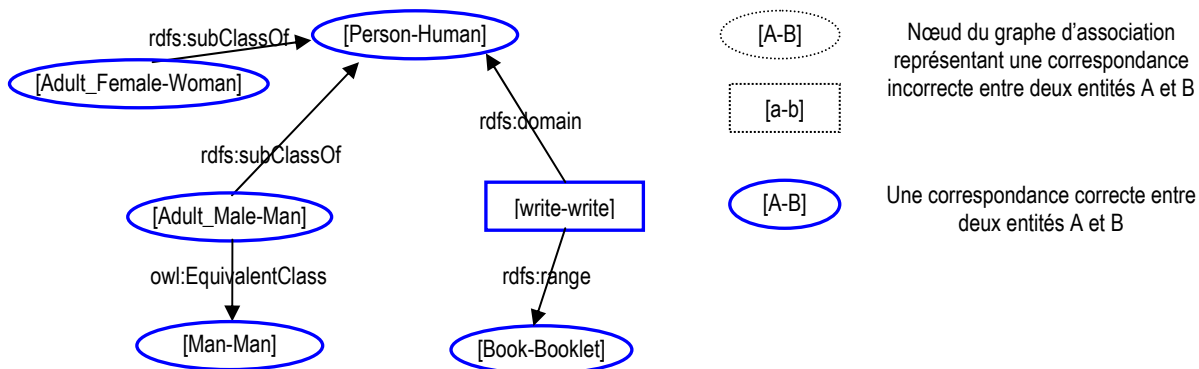 rdfs:subClassOf
[Person-Human]
[Adult_Female-Woman]
rdfs:domain
rdfs:subClassOf
[Adult_Male-Man]
[write-write]
owl:EquivalentClass
rdfs:range
[Man-Man]
[Book-Booklet]
[A-B]
[a-b]
Nœud du graphe d’association
représentant une correspondance
incorrecte entre deux entités A et B
[A-B]
Une correspondance correcte entre
deux entités A et B